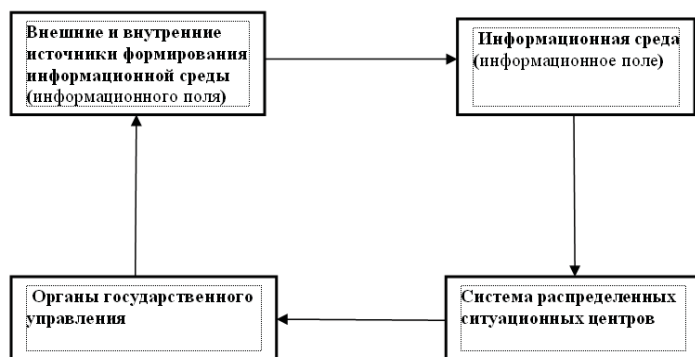 Внешние и внутренние
источники формирования
информационной среды
(информационного поля)
Информационная среда
(информационное поле)
Органы государственного
управления
Система распределенных
ситуационных центров